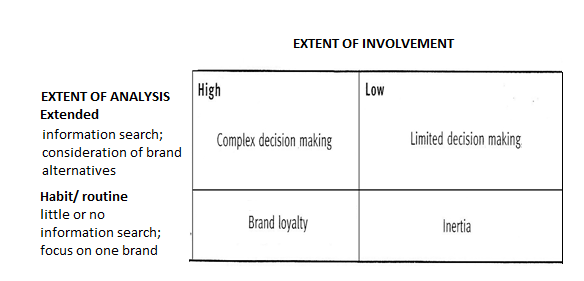 EXTENT OF INVOLVEMENT
EXTENT OF ANALYSIS
High
Low
Extended
information search;
consideration of brand
alternatives
Complex decision making
Limited decision making
Habit/ routine
little or no
information search;
focus on one brand
Brand loyalty
Inertia